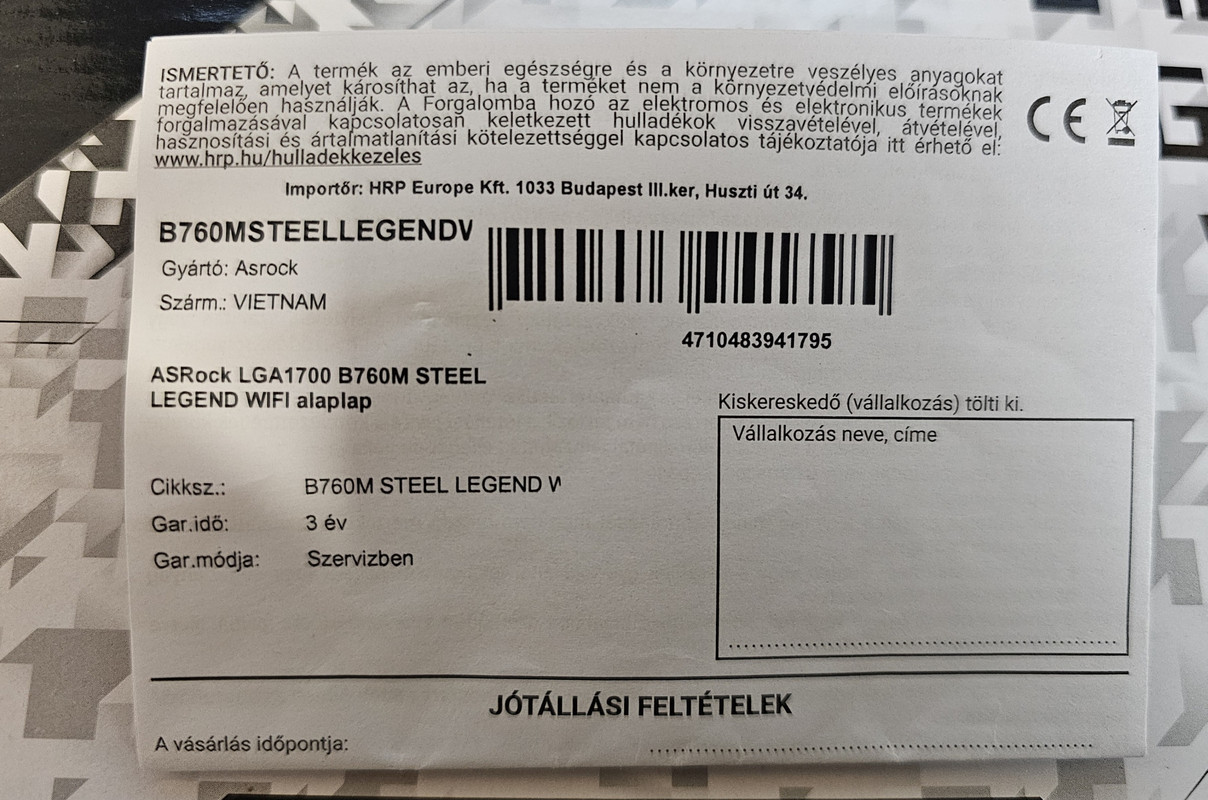 ISMERTETŐ: A termék az emberi egészségre és a környezetre veszélyes anyagokat
tartalmaz, amelyet károsíthat az, ha a terméket nem a környezetvédelmi előírásoknak
megfelelően használják. A Forgalomba hozó az elektromos és elektronikus termékek
forgalmazásával kapcsolatosan keletkezett hulladékok visszavételével, átvételével,
hasznosítási és ártalmatlanítási kötelezettséggel kapcsolatos tájékoztatója itt érhető el:
www.hrp.hu/hulladekkezeles
CE
Importőr: HRP Europe Kft. 1033 Budapest III.ker, Huszti út 34.
B760MSTEELLEGENDW
Gyártó: Asrock
Szárm.: VIETNAM
4710483941795
ASRock LGA1700 B760M STEEL
LEGEND WIFI alaplap
Kiskereskedő (vállalkozás) tölti ki.
Vállalkozás neve, címe
Cikksz.: B760M STEEL LEGEND W
Gar.idő: 3 év
Gar.módja: Szervizben
JÓTÁLLÁSI FELTÉTELEK
A vásárlás időpontja: